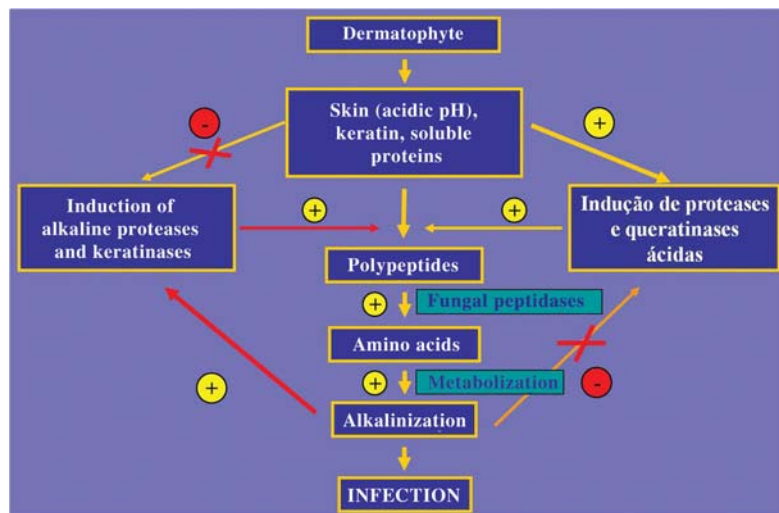 Dermatophyte
Skin (acidic pH),
keratin, soluble
proteins
-
+
Induction of
alkaline proteases
and keratinases
+
+
Indução de proteases
e queratinases
ácidas
Polypeptides
+
Fungal peptidases
Amino acids
+
Metabolization
-
+
Alkalinization
INFECTION